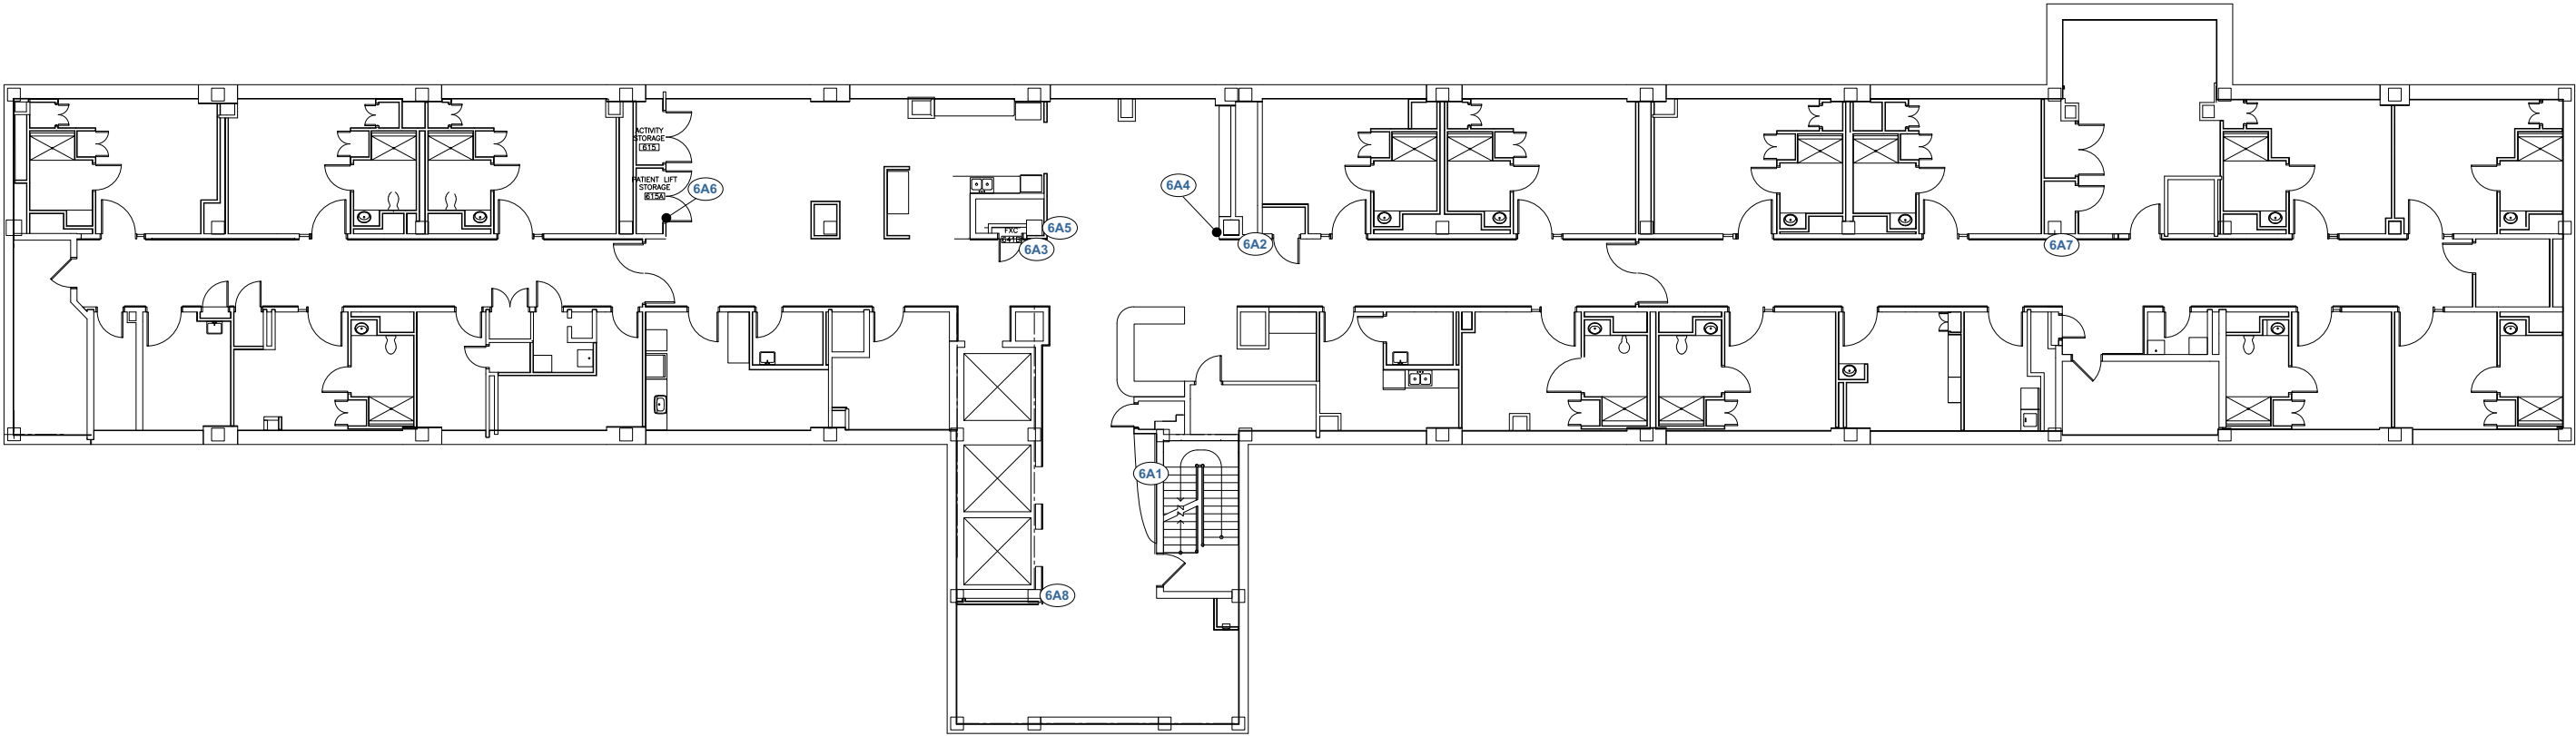 ACTIVITY
STORAGE
615
PATIENT LIFT
STORAGE
615A
6A6
6A4
6A5
FXC
641B
6A3
6A2
6A7
6A1
6A8